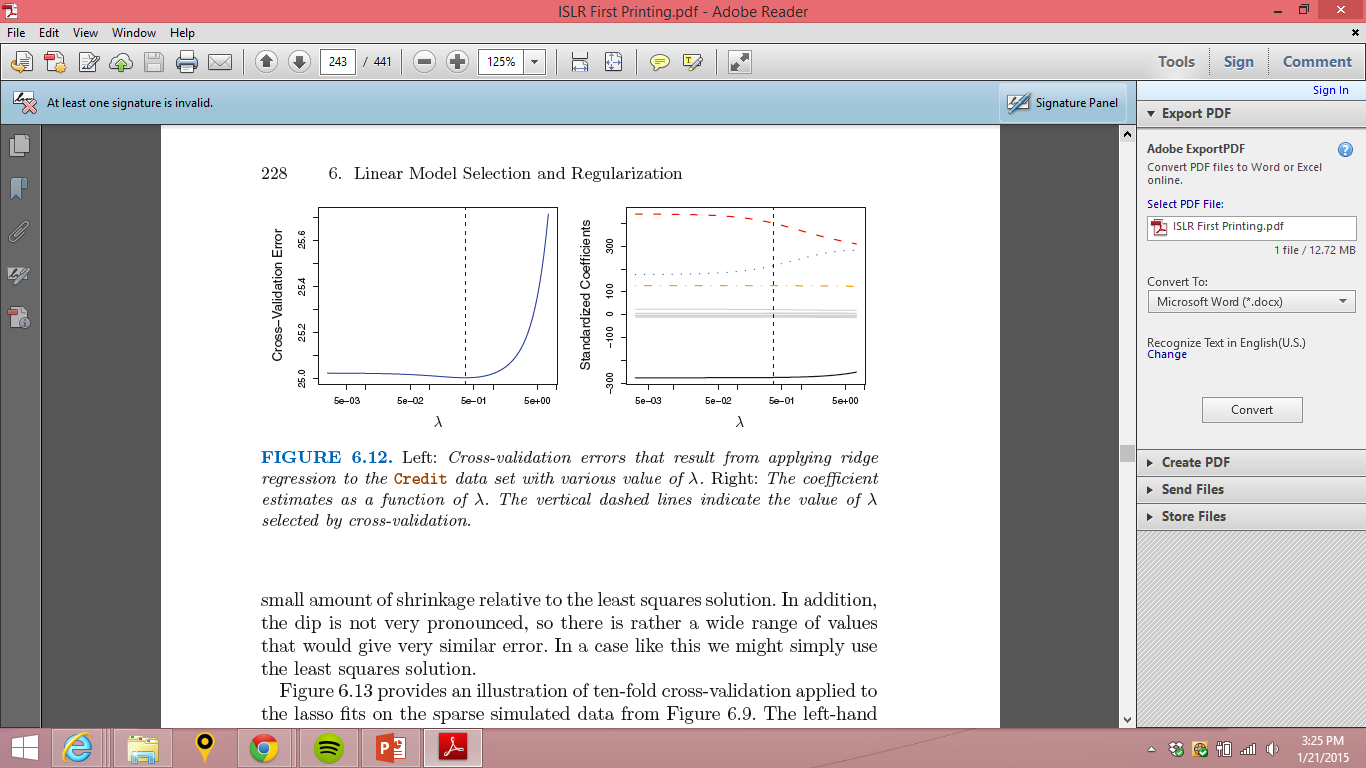 ISLR First Printing.pdf - Adobe Reader
File Edit View Window Help
243 / 441 125% Tools Sign Comment
At least one signature is invalid. Signature Panel
Sign In
Export PDF
Adobe ExportPDF
Convert PDF files to Word or Excel
online.
Select PDF File:
ISLR First Printing.pdf
1 file / 12.72 MB
Convert To:
Microsoft Word (*.docx)
Recognize Text in English(U.S.)
Change
Convert
Create PDF
Send Files
Store Files
228 6. Linear Model Selection and Regularization
Cross−Validation Error
25.6
25.4
25.2
25.0
5e−03 5e−02 5e−01 5e+00
λ
Standardized Coefficients
300
100
0
−100
−300
5e−03 5e−02 5e−01 5e+00
λ
FIGURE 6.12. Left: Cross-validation errors that result from applying ridge
regression to the Credit data set with various value of λ. Right: The coefficient
estimates as a function of λ. The vertical dashed lines indicate the value of λ
selected by cross-validation.
small amount of shrinkage relative to the least squares solution. In addition,
the dip is not very pronounced, so there is rather a wide range of values
that would give very similar error. In a case like this we might simply use
the least squares solution.
Figure 6.13 provides an illustration of ten-fold cross-validation applied to
the lasso fits on the sparse simulated data from Figure 6.9. The left-hand
3:25 PM
1/21/2015